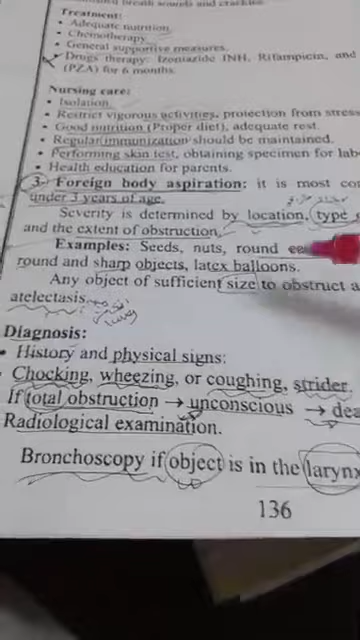 Treatment:
• Adequate nutrition.
• Chemotherapy
• General supportive measures.
Drugs therapy: Izoniazide INH, Rifampicin, and
(PZA) for 6 months.
Nursing care:
• Isolation.
• Restrict vigorous activities, protection from stress
• Good nutrition (Proper diet), adequate rest.
• Regular immunization should be maintained.
• Performing skin test, obtaining specimen for lab
• Health education for parents.
3- Foreign body aspiration: it is most
under 3 years of age.
Severity is determined by location, type
and the extent of obstruction,
Examples: Seeds, nuts, round
round and sharp objects, latex balloons.
Any object of sufficient size to obstruct a
atelectasis
Diagnosis:
• History and physical signs:
Chocking, wheezing, or coughing, strider
If total obstruction → unconscious → dea
Radiological examination.
Bronchoscopy if object is in the larynx
136